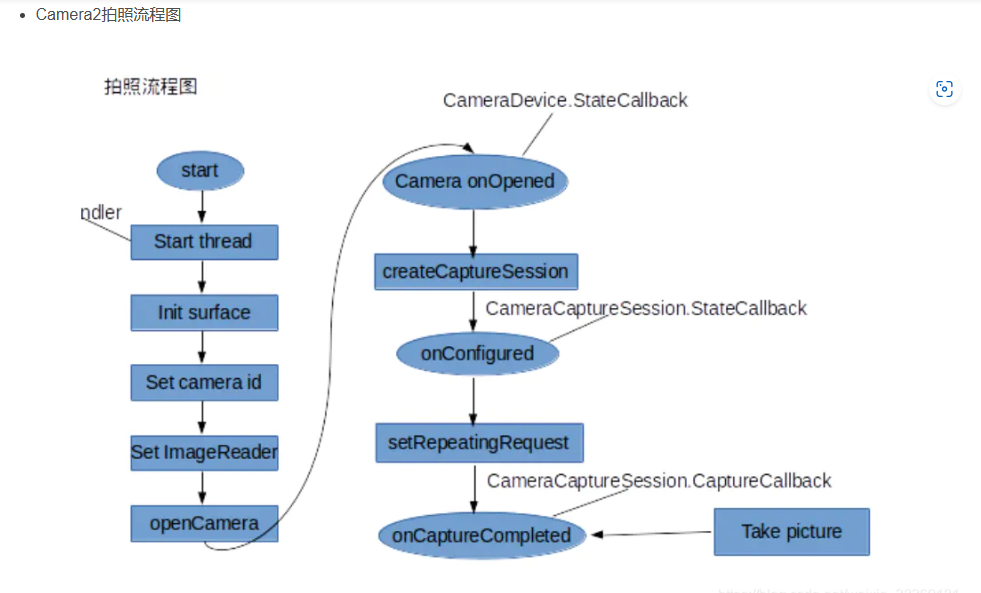 Camera2拍照流程图
拍照流程图
start
ndler
Start thread
Init surface
Set camera id
Set ImageReader
openCamera
CameraDevice.StateCallback
Camera onOpened
createCaptureSession
CameraCaptureSession.StateCallback
onConfigured
setRepeatingRequest
CameraCaptureSession.CaptureCallback
onCaptureCompleted
Take picture